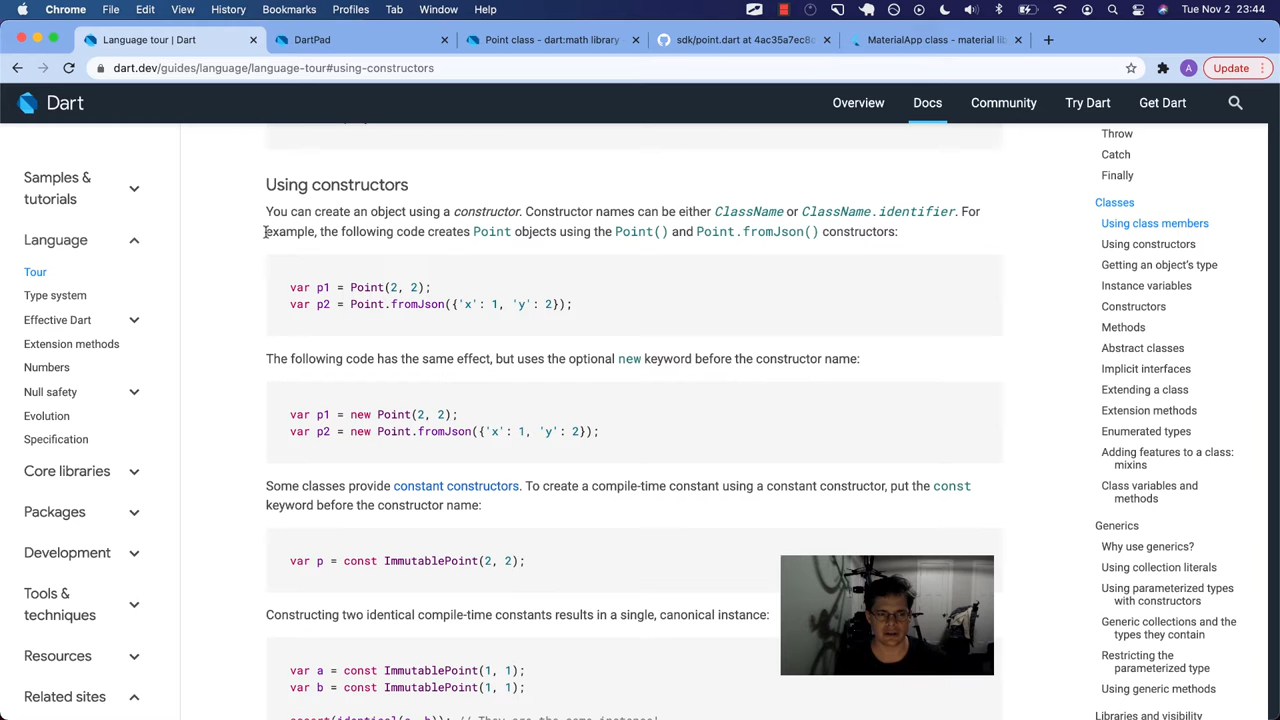 Chrome File Edit View History Bookmarks Profiles Tab Window Help Tue Nov 2 23:44
Language tour | Dart DartPad Point class - dart:math library sdk/point.dart at 4ac35a7ec8 MaterialApp class - material lib
dart.dev/guides/language/language-tour#using-constructors A Update
Dart Overview Docs Community Try Dart Get Dart
Samples &
tutorials
Language
Tour
Type system
Effective Dart
Extension methods
Numbers
Null safety
Evolution
Specification
Core libraries
Packages
Development
Tools &
techniques
Resources
Related sites
Using constructors
You can create an object using a constructor. Constructor names can be either ClassName or ClassName.identifier. For
example, the following code creates Point objects using the Point() and Point.fromJson() constructors:
var p1 = Point(2, 2);
var p2 = Point.fromJson({'x': 1, 'y': 2});
The following code has the same effect, but uses the optional new keyword before the constructor name:
var p1 = new Point(2, 2);
var p2 = new Point.fromJson({'x': 1, 'y': 2});
Some classes provide constant constructors. To create a compile-time constant using a constant constructor, put the const
keyword before the constructor name:
var p = const ImmutablePoint(2, 2);
Constructing two identical compile-time constants results in a single, canonical instance:
var a = const ImmutablePoint(1, 1);
var b = const ImmutablePoint(1, 1);
assert(identical(a, b)); // They are the same instance!
Throw
Catch
Finally
Classes
Using class members
Using constructors
Getting an object's type
Instance variables
Constructors
Methods
Abstract classes
Implicit interfaces
Extending a class
Extension methods
Enumerated types
Adding features to a class:
mixins
Class variables and
methods
Generics
Why use generics?
Using collection literals
Using parameterized types
with constructors
Generic collections and the
types they contain
Restricting the
parameterized type
Using generic methods
Libraries and visibility